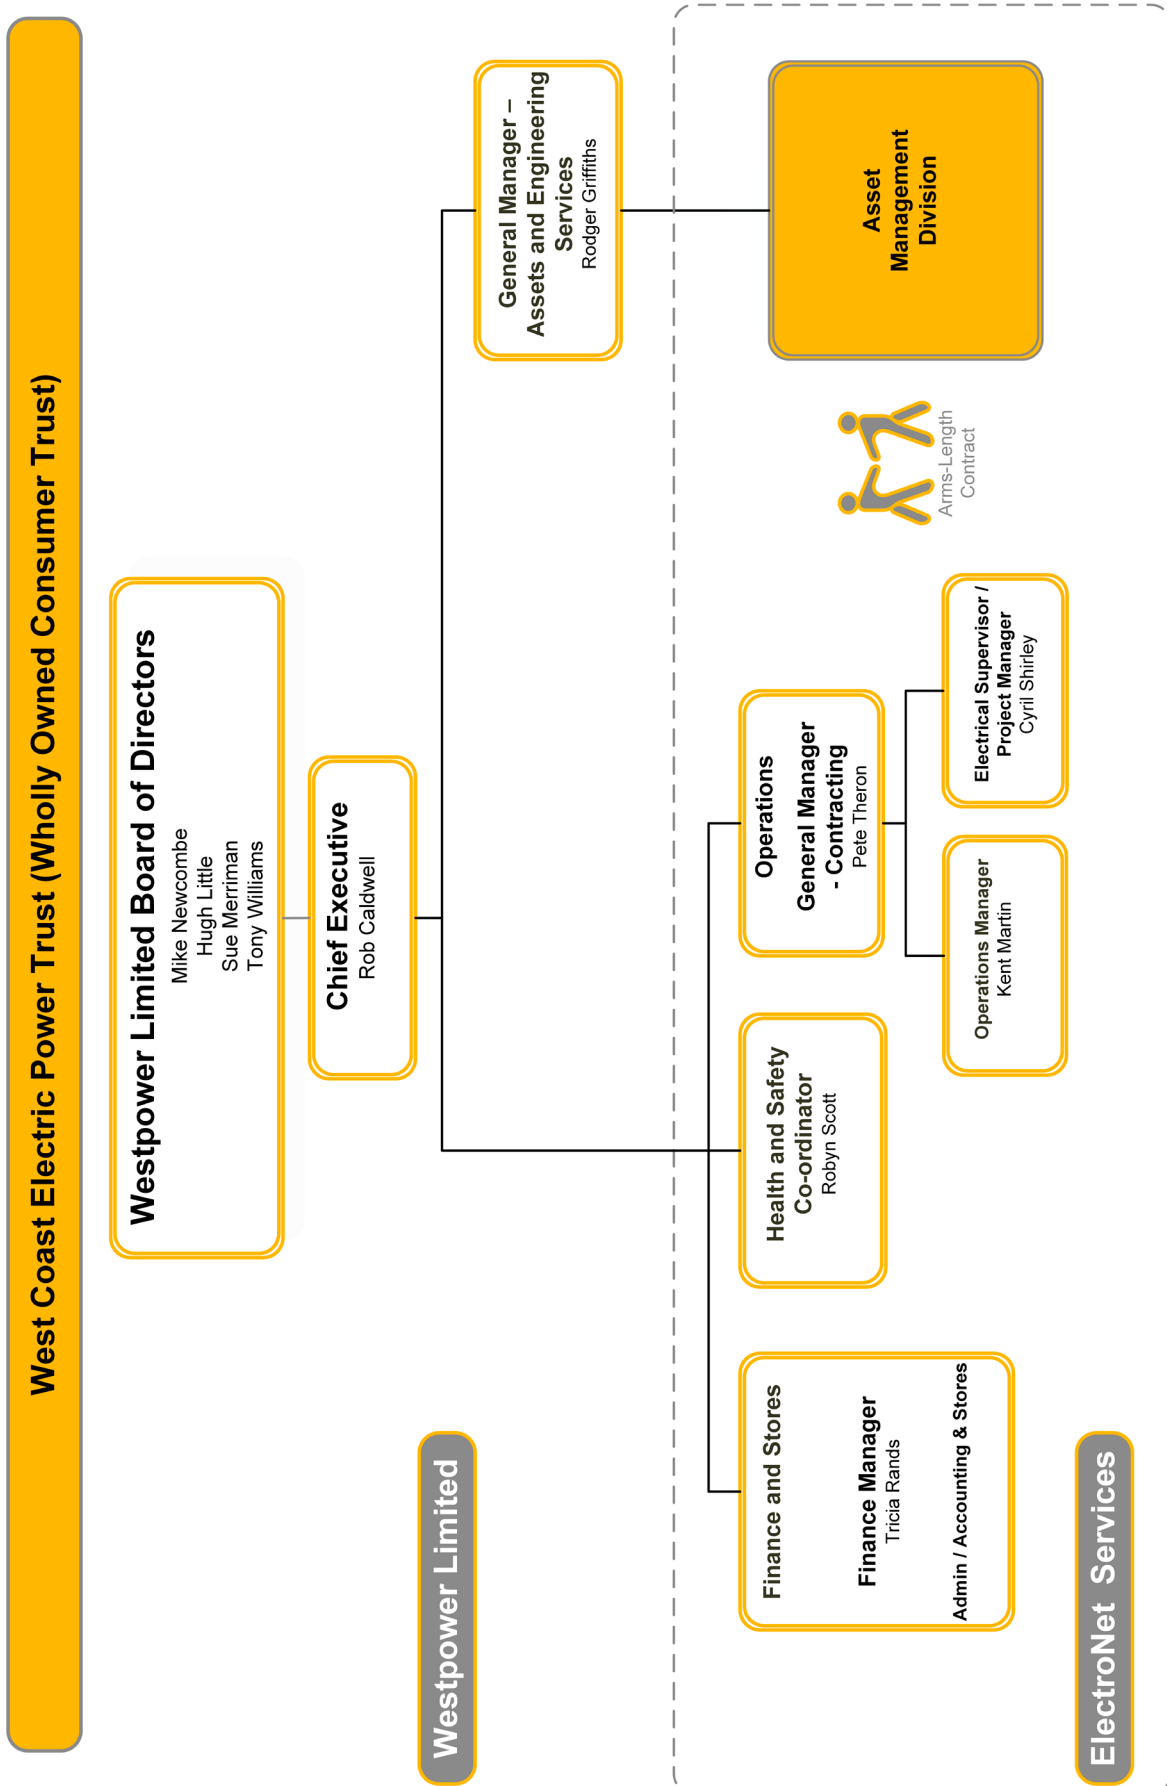 West Coast Electric Power Trust (Wholly Owned Consumer Trust)
Westpower Limited Board of Directors
Mike Newcombe
Hugh Little
Sue Merriman
Tony Williams
Chief Executive
Rob Caldwell
Westpower Limited
General Manager –
Assets and Engineering
Services
Rodger Griffiths
Finance and Stores
Finance Manager
Tricia Rands
Admin / Accounting & Stores
Health and Safety
Co-ordinator
Robyn Scott
Operations
General Manager
- Contracting
Pete Theron
Operations Manager
Kent Martin
Electrical Supervisor /
Project Manager
Cyril Shirley
Arms-Length
Contract
Asset
Management
Division
ElectroNet Services